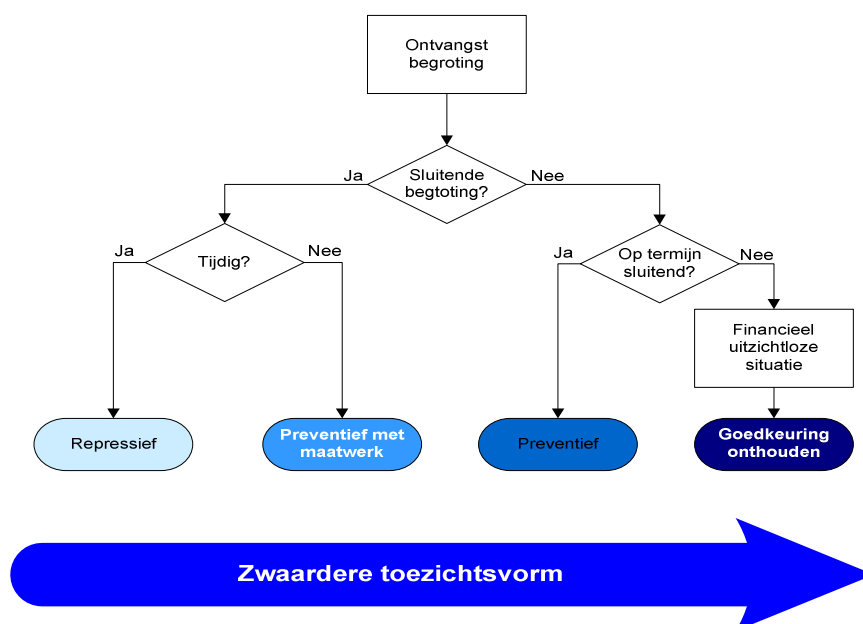 Ontvangst
begroting
Ja
Sluitende
begtoting?
Nee
Ja
Tijdig?
Nee
Ja
Op termijn
sluitend?
Nee
Financieel
uitzichtloze
situatie
Repressief
Preventief met
maatwerk
Preventief
Goedkeuring
onthouden
Zwaardere toezichtsvorm